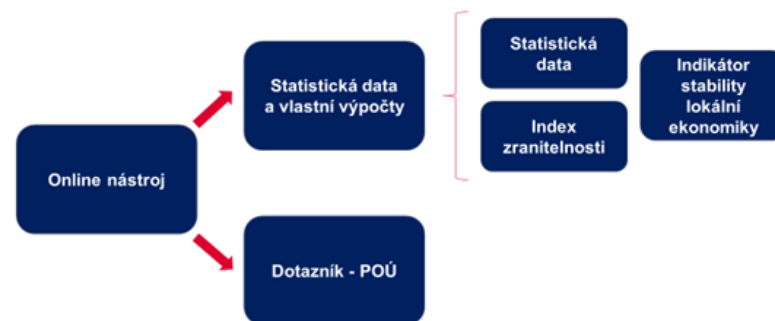 Statistická
data
Indikátor
stability
lokální
ekonomiky
Statistická data
a vlastní výpočty
Index
zranitelnosti
Online nástroj
Dotazník - POÚ